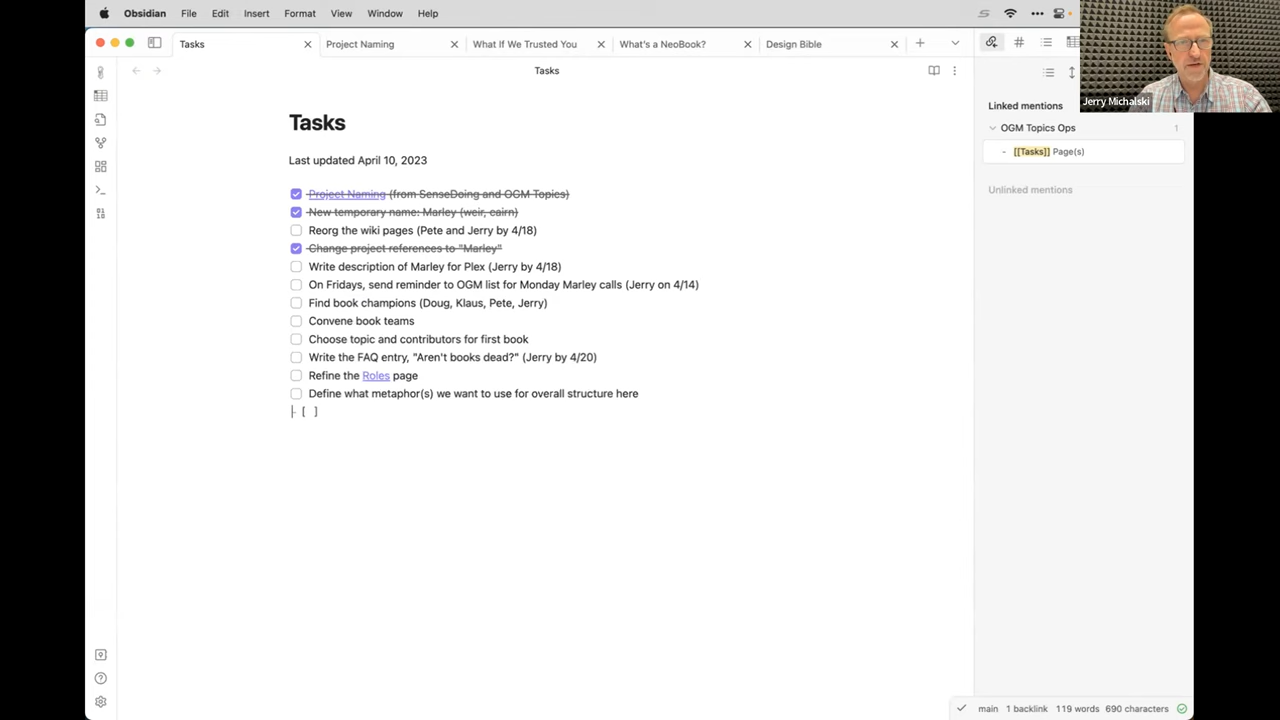 Obsidian File Edit Insert Format View Window Help
Tasks Project Naming What If We Trusted You What's a NeoBook? Design Bible
Tasks
Jerry Michalski
Linked mentions
OGM Topics Ops 1
- [[Tasks]] Page(s)
Unlinked mentions
Tasks
Last updated April 10, 2023
Project Naming (from SenseDoing and OGM Topics)
New temporary name: Marley (weir, cairn)
Reorg the wiki pages (Pete and Jerry by 4/18)
Change project references to "Marley"
Write description of Marley for Plex (Jerry by 4/18)
On Fridays, send reminder to OGM list for Monday Marley calls (Jerry on 4/14)
Find book champions (Doug, Klaus, Pete, Jerry)
Convene book teams
Choose topic and contributors for first book
Write the FAQ entry, "Aren't books dead?" (Jerry by 4/20)
Refine the Roles page
Define what metaphor(s) we want to use for overall structure here
- [ ]
main 1 backlink 119 words 690 characters